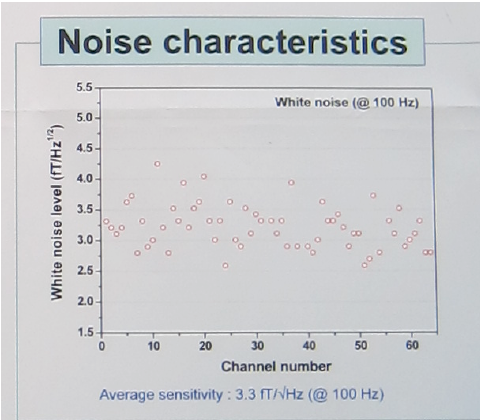 Noise characteristics
White noise (@ 100 Hz)
5.5
5.0
4.5
4.0
3.5
3.0
2.5
2.0
1.5
White noise level (fT/Hz^1/2)
0 10 20 30 40 50 60
Channel number
Average sensitivity : 3.3 fT/√Hz (@ 100 Hz)